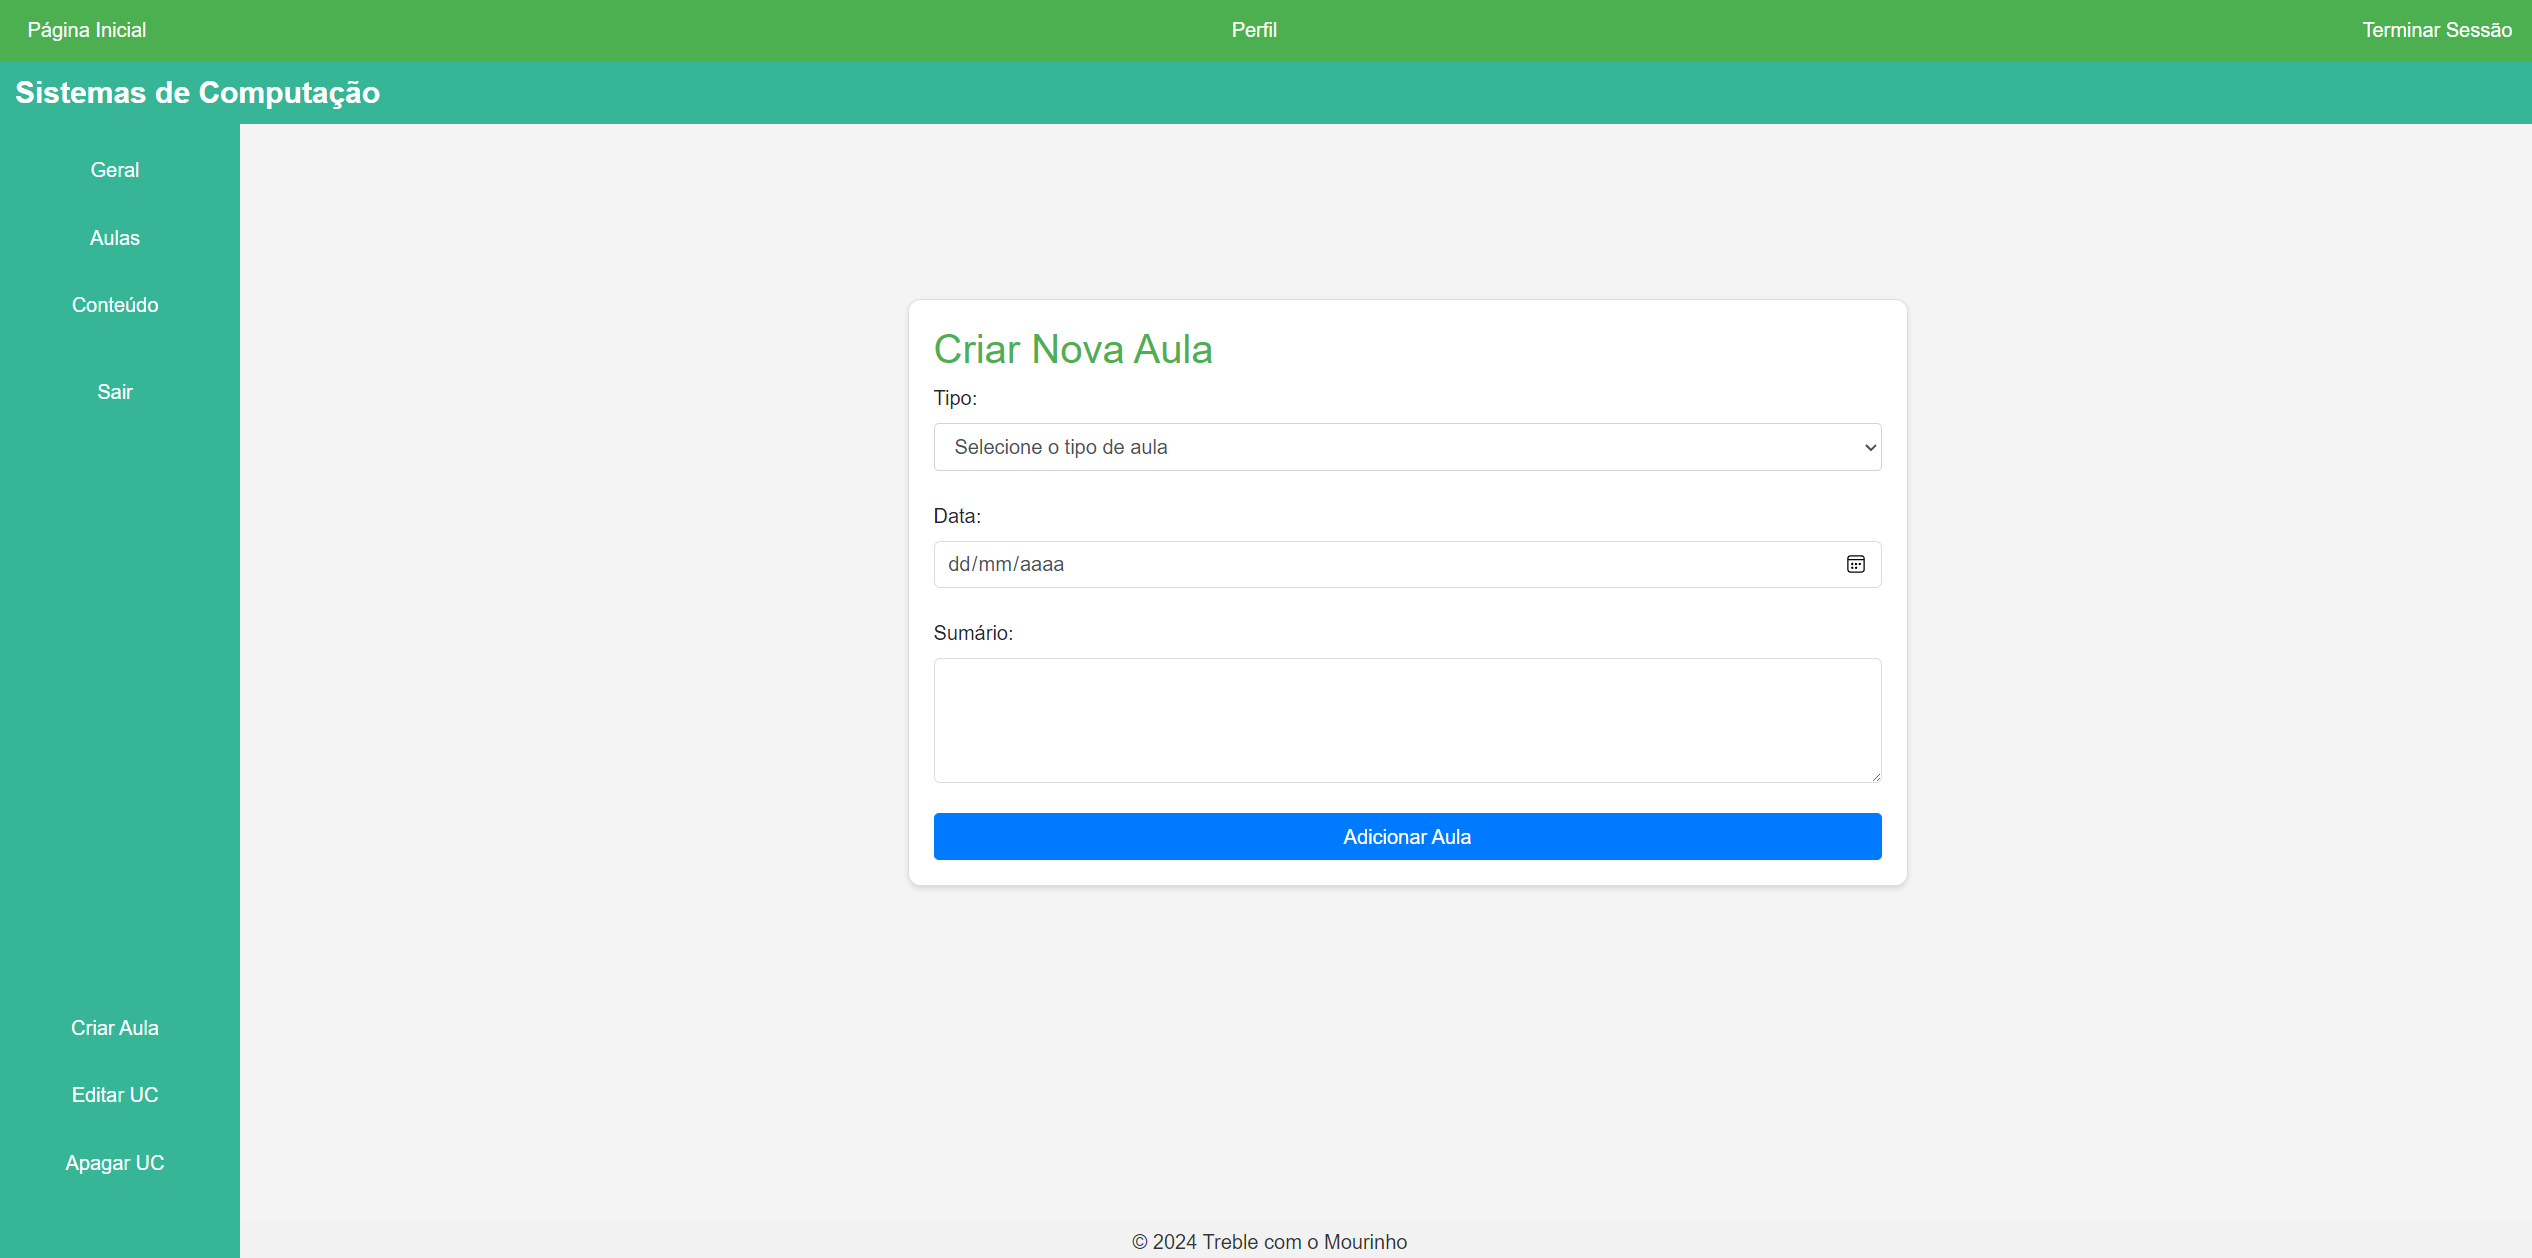 Página Inicial
Perfil
Terminar Sessão
Sistemas de Computação
Geral
Aulas
Conteúdo
Sair
Criar Aula
Editar UC
Apagar UC
Criar Nova Aula
Tipo:
Selecione o tipo de aula
Data:
dd/mm/aaaa
Sumário:
Adicionar Aula
© 2024 Treble com o Mourinho